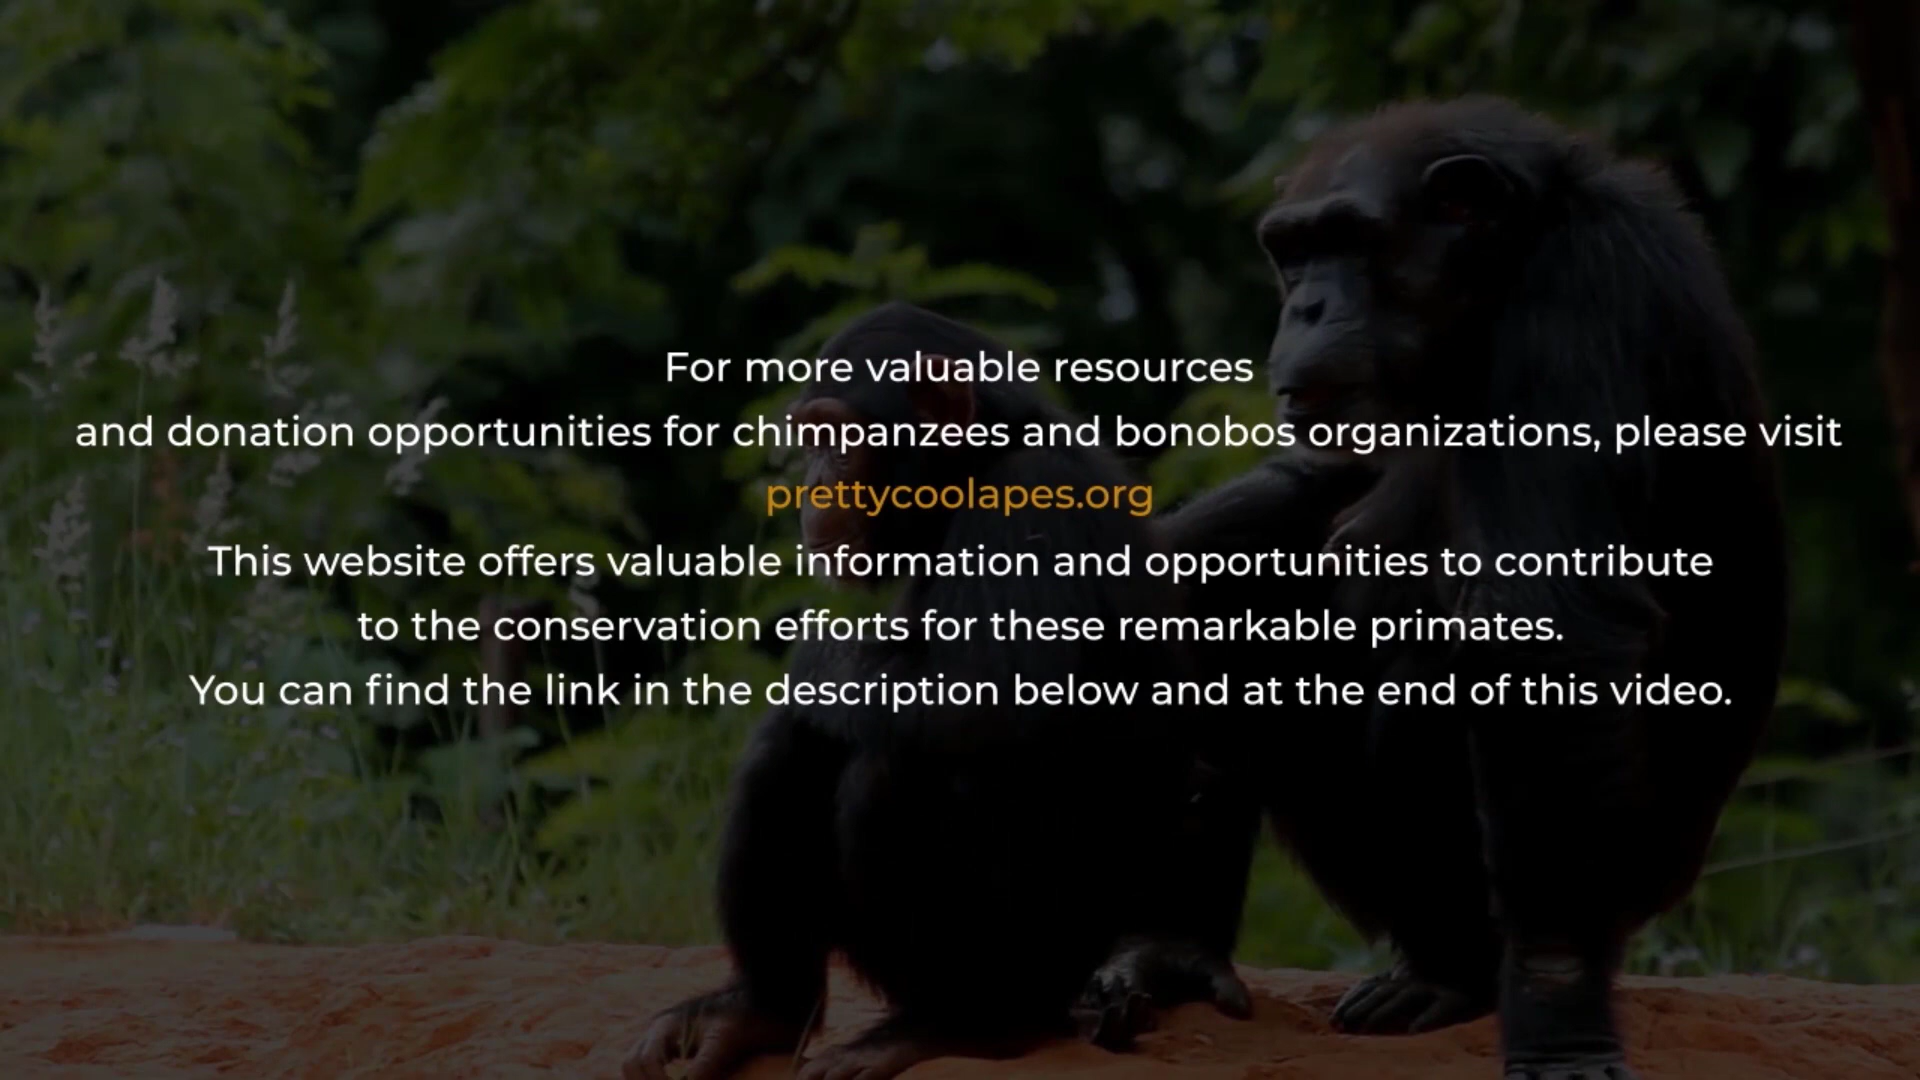 For more valuable resources
and donation opportunities for chimpanzees and bonobos organizations, please visit
prettycoolapes.org
This website offers valuable information and opportunities to contribute
to the conservation efforts for these remarkable primates.
You can find the link in the description below and at the end of this video.